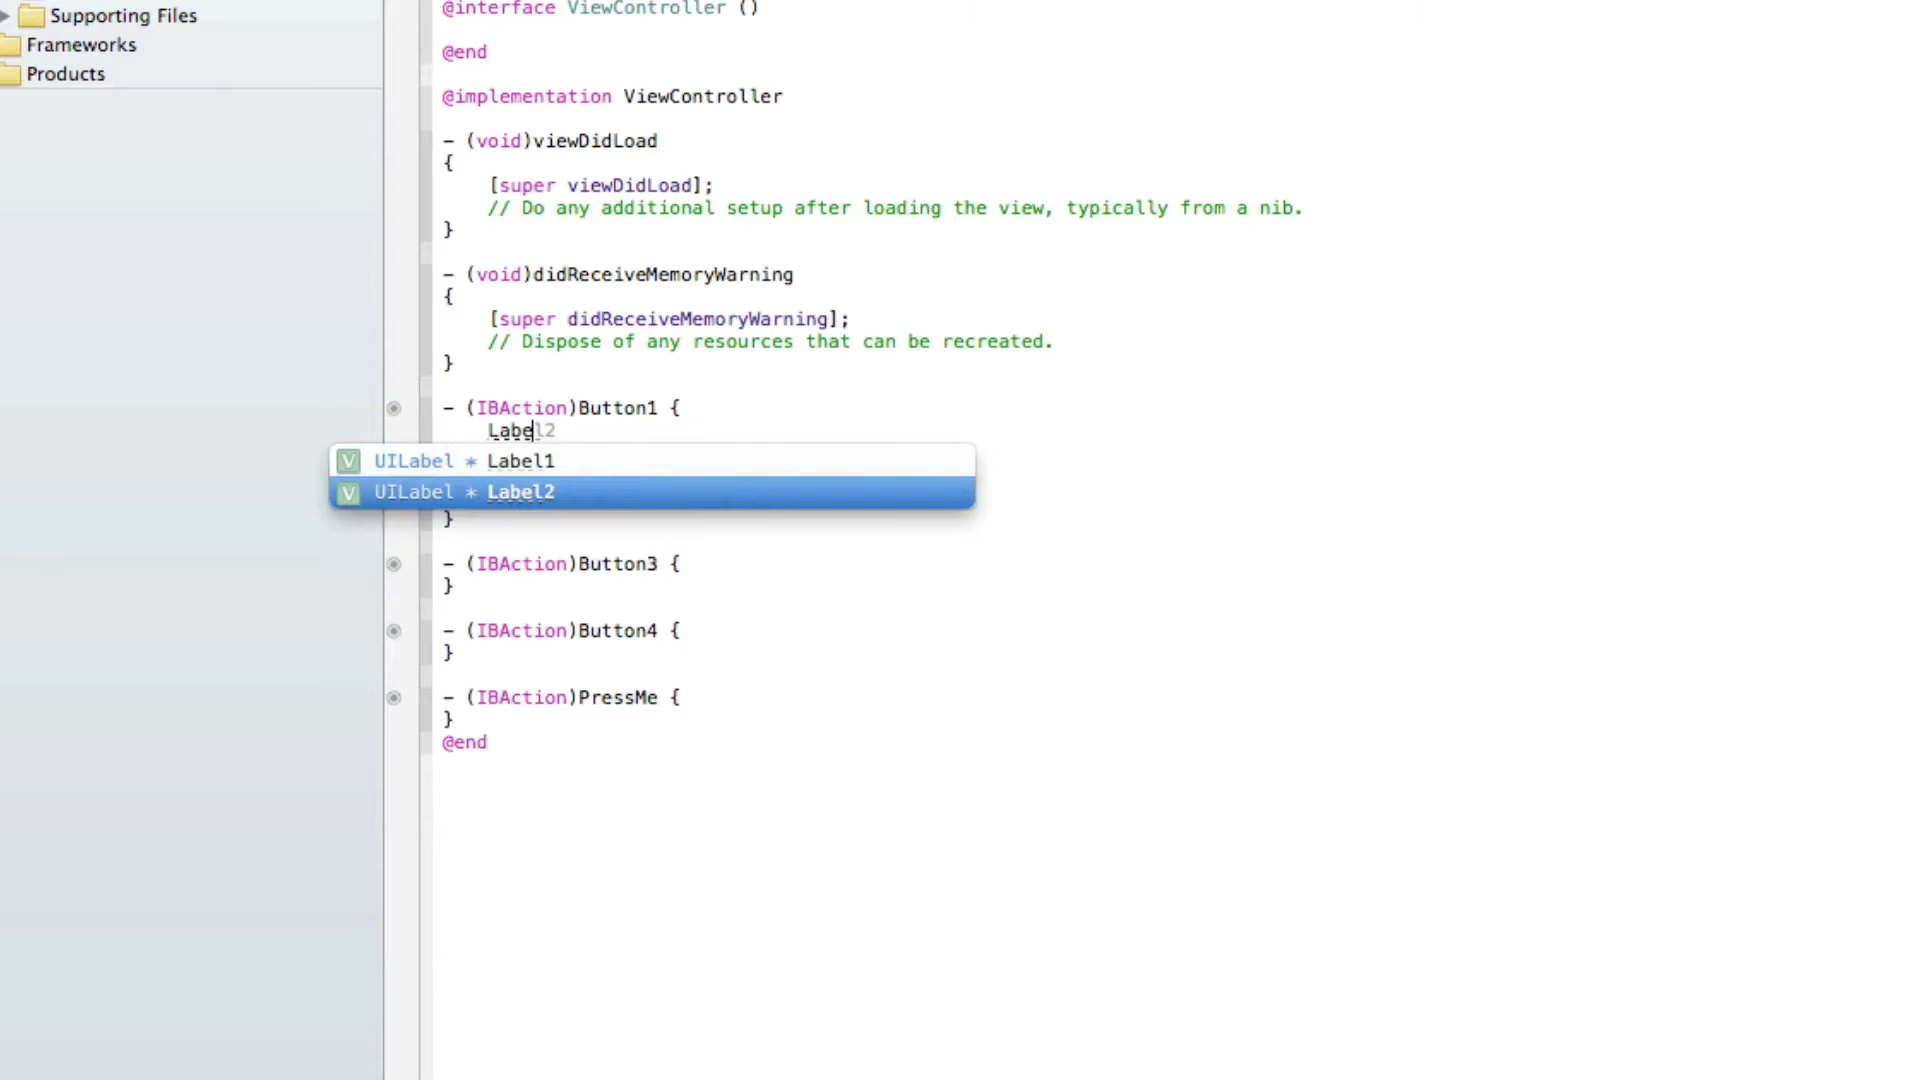 Supporting Files
Frameworks
Products
@interface ViewController ()
@end
@implementation ViewController
- (void)viewDidLoad
{
[super viewDidLoad];
// Do any additional setup after loading the view, typically from a nib.
}
- (void)didReceiveMemoryWarning
{
[super didReceiveMemoryWarning];
// Dispose of any resources that can be recreated.
}
- (IBAction)Button1 {
Label2
V UILabel * Label1
V UILabel * Label2
}
- (IBAction)Button3 {
}
- (IBAction)Button4 {
}
- (IBAction)PressMe {
}
@end